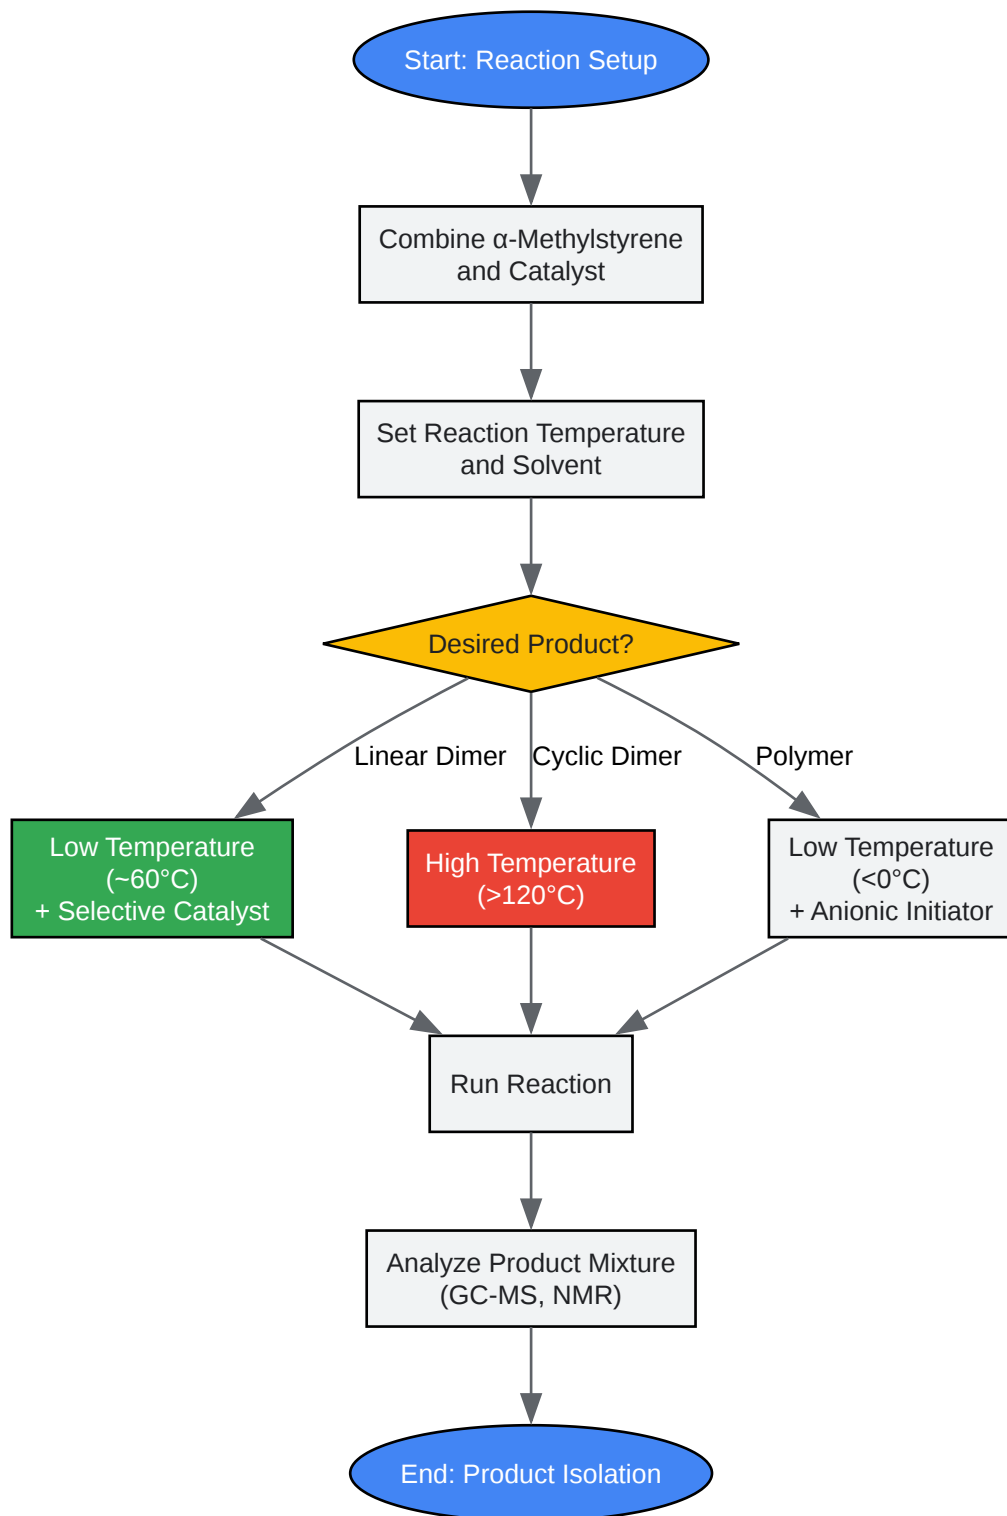 Start: Reaction Setup
Combine α-Methylstyrene
and Catalyst
Set Reaction Temperature
and Solvent
Desired Product?
Linear Dimer
Cyclic Dimer
Polymer
Low Temperature
(~60°C)
+ Selective Catalyst
High Temperature
(>120°C)
Low Temperature
(<0°C)
+ Anionic Initiator
Run Reaction
Analyze Product Mixture
(GC-MS, NMR)
End: Product Isolation